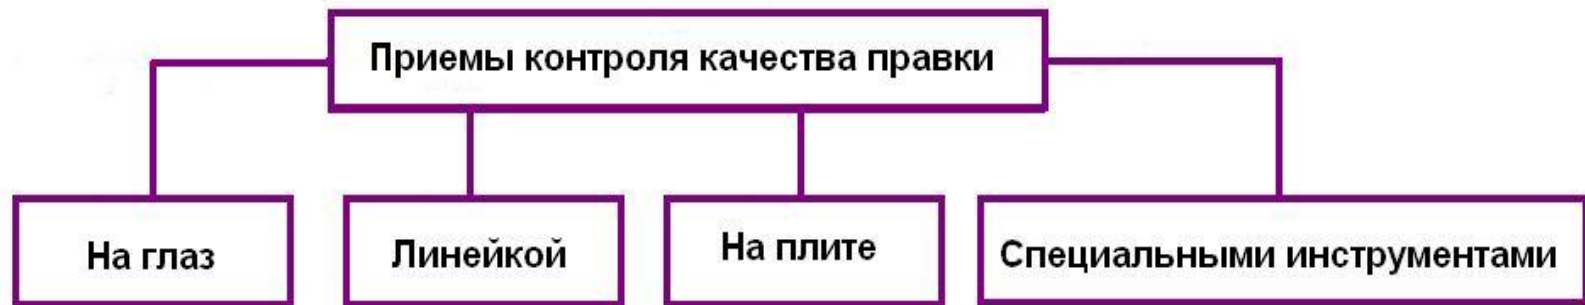 Приемы контроля качества правки
На глаз
Линейкой
На плите
Специальными инструментами